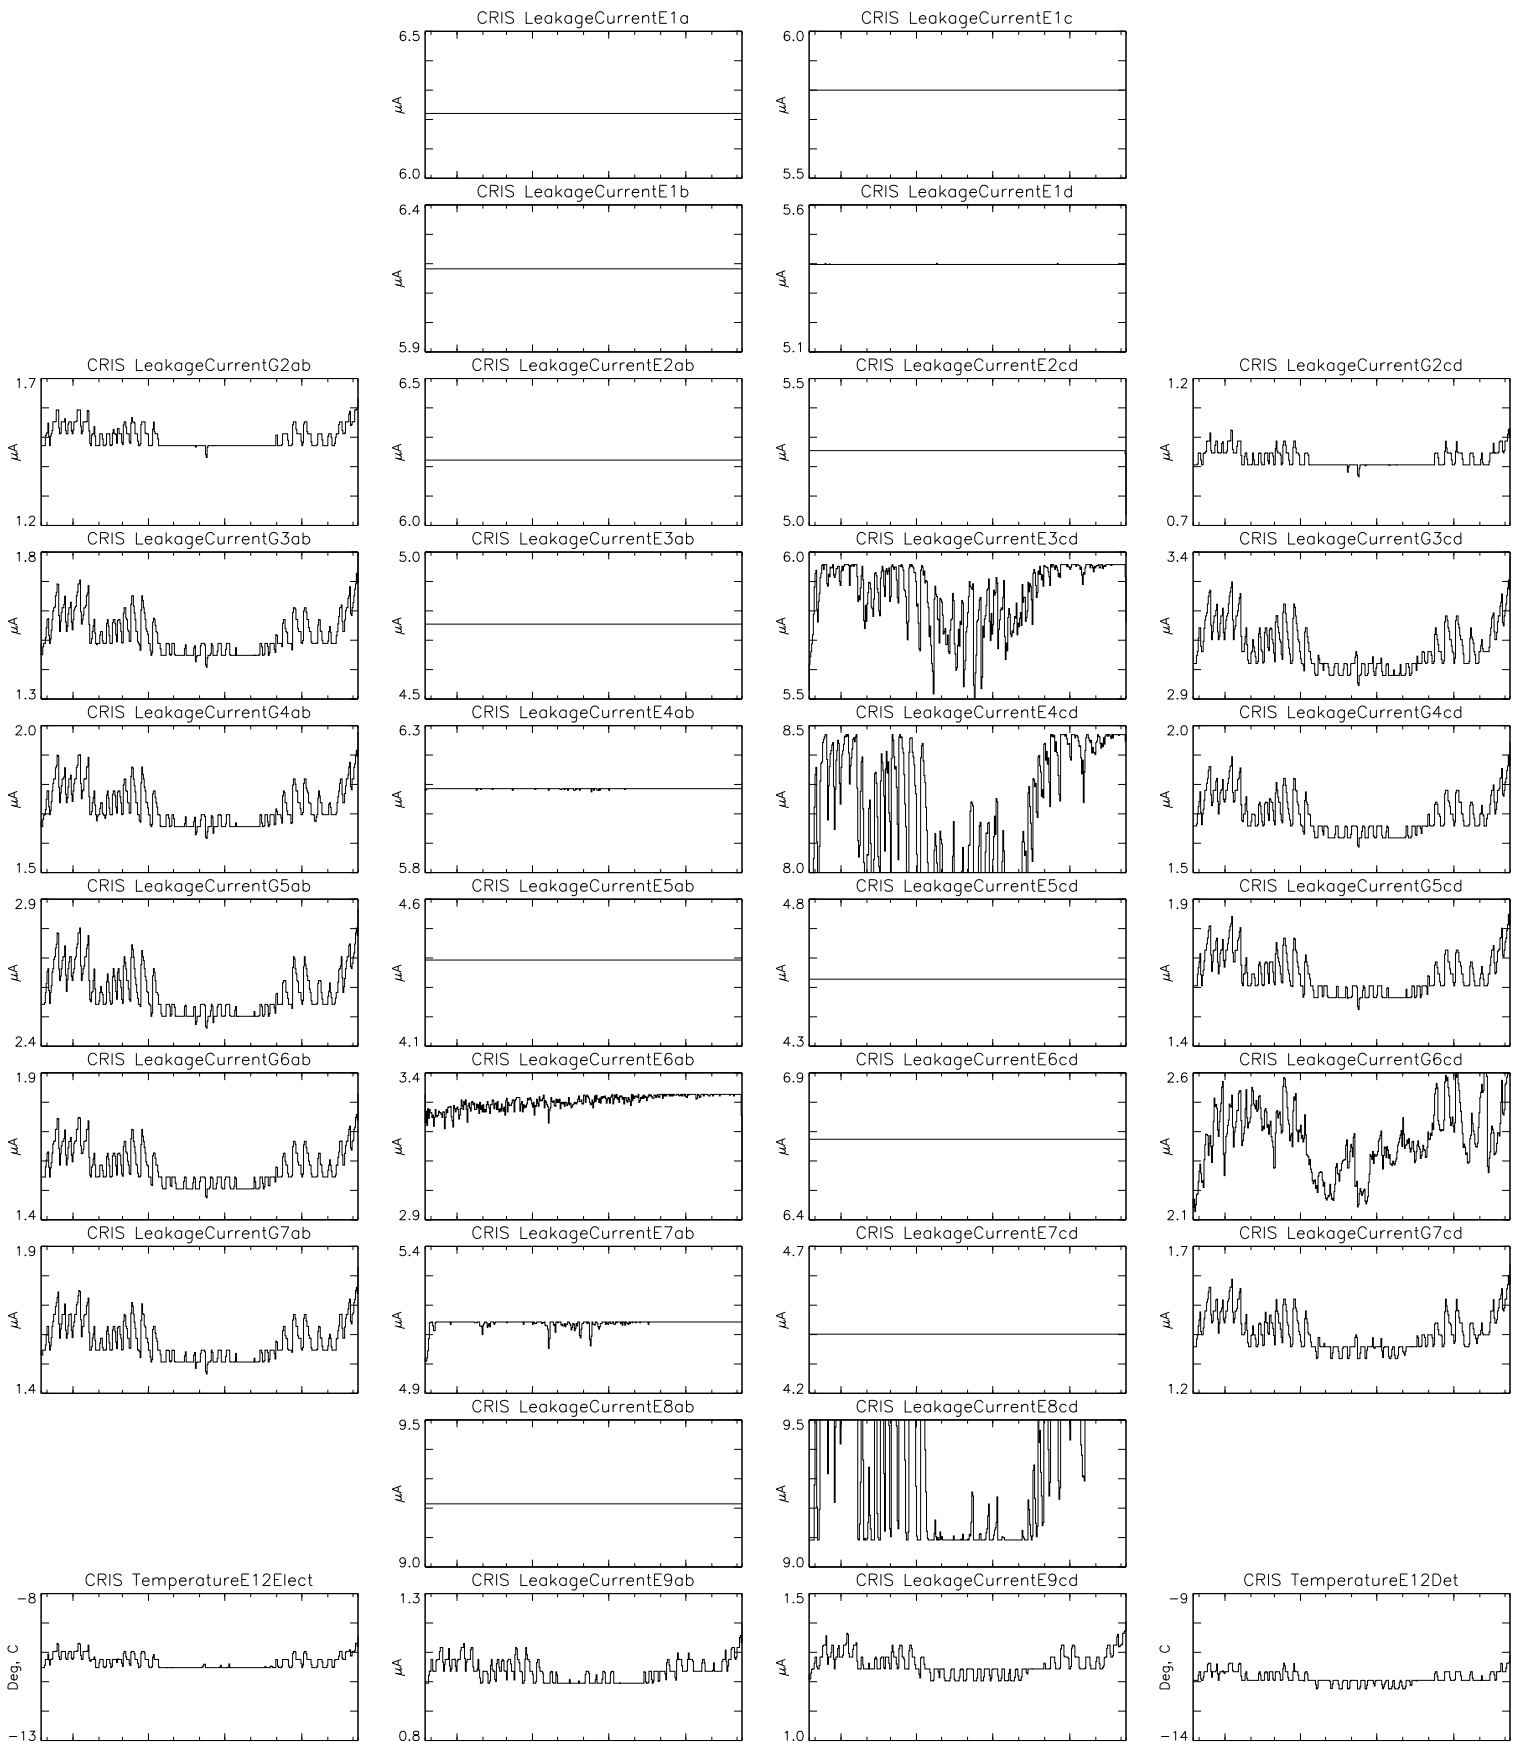 CRIS LeakageCurrentE1a
6.5
μA
6.0
CRIS LeakageCurrentE1c
6.0
μA
5.5
CRIS LeakageCurrentE1b
6.4
μA
5.9
CRIS LeakageCurrentE1d
5.6
μA
5.1
CRIS LeakageCurrentG2ab
1.7
μA
1.2
CRIS LeakageCurrentE2ab
6.5
μA
6.0
CRIS LeakageCurrentE2cd
5.5
μA
5.0
CRIS LeakageCurrentG2cd
1.2
μA
0.7
CRIS LeakageCurrentG3ab
1.8
μA
1.3
CRIS LeakageCurrentE3ab
5.0
μA
4.5
CRIS LeakageCurrentE3cd
6.0
μA
5.5
CRIS LeakageCurrentG3cd
3.4
μA
2.9
CRIS LeakageCurrentG4ab
2.0
μA
1.5
CRIS LeakageCurrentE4ab
6.3
μA
5.8
CRIS LeakageCurrentE4cd
8.5
μA
8.0
CRIS LeakageCurrentG4cd
2.0
μA
1.5
CRIS LeakageCurrentG5ab
2.9
μA
2.4
CRIS LeakageCurrentE5ab
4.6
μA
4.1
CRIS LeakageCurrentE5cd
4.8
μA
4.3
CRIS LeakageCurrentG5cd
1.9
μA
1.4
CRIS LeakageCurrentG6ab
1.9
μA
1.4
CRIS LeakageCurrentE6ab
3.4
μA
2.9
CRIS LeakageCurrentE6cd
6.9
μA
6.4
CRIS LeakageCurrentG6cd
2.6
μA
2.1
CRIS LeakageCurrentG7ab
1.9
μA
1.4
CRIS LeakageCurrentE7ab
5.4
μA
4.9
CRIS LeakageCurrentE7cd
4.7
μA
4.2
CRIS LeakageCurrentG7cd
1.7
μA
1.2
CRIS LeakageCurrentE8ab
9.5
μA
9.0
CRIS LeakageCurrentE8cd
9.5
μA
9.0
CRIS TemperatureE12Elect
-8
Deg, C
-13
CRIS LeakageCurrentE9ab
1.3
μA
0.8
CRIS LeakageCurrentE9cd
1.5
μA
1.0
CRIS TemperatureE12Det
-9
Deg, C
-14